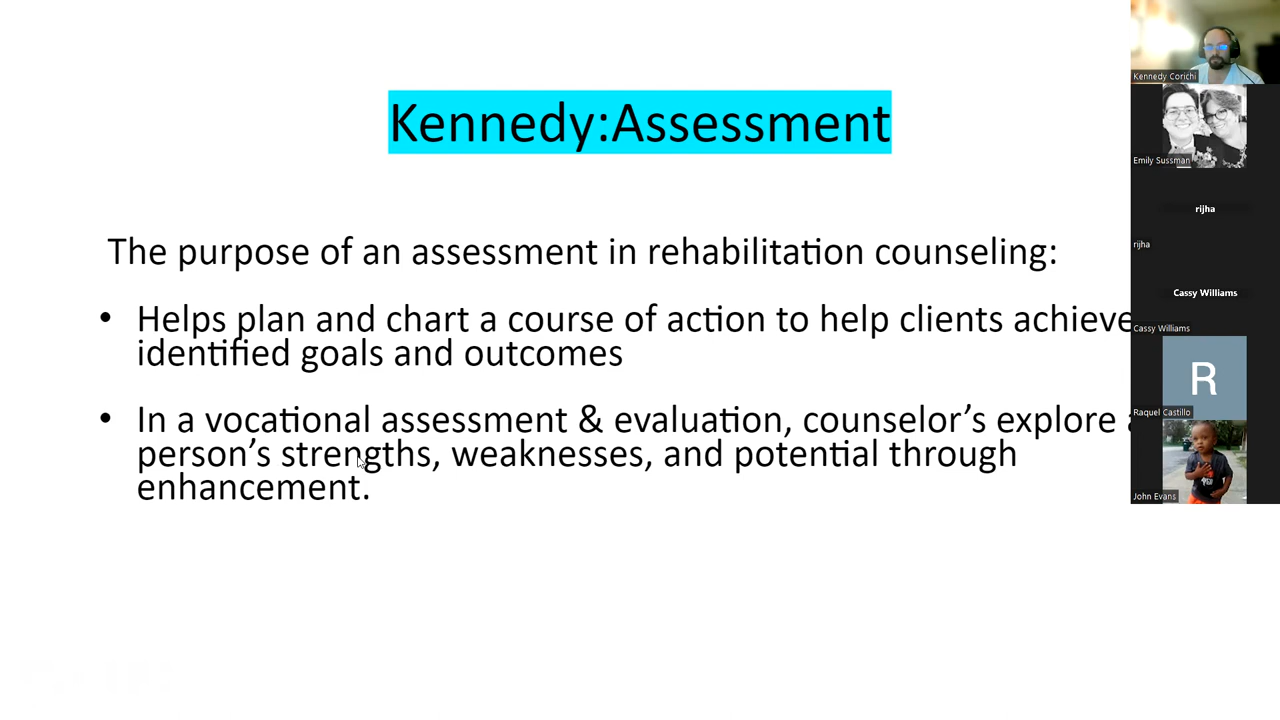 Kennedy:Assessment
The purpose of an assessment in rehabilitation counseling:
• Helps plan and chart a course of action to help clients achieve
identified goals and outcomes
• In a vocational assessment & evaluation, counselor’s explore a
person’s strengths, weaknesses, and potential through
enhancement.
Kennedy Corichi
Emily Sussman
rijha
rijha
Cassy Williams
Cassy Williams
R
Raquel Castillo
John Evans